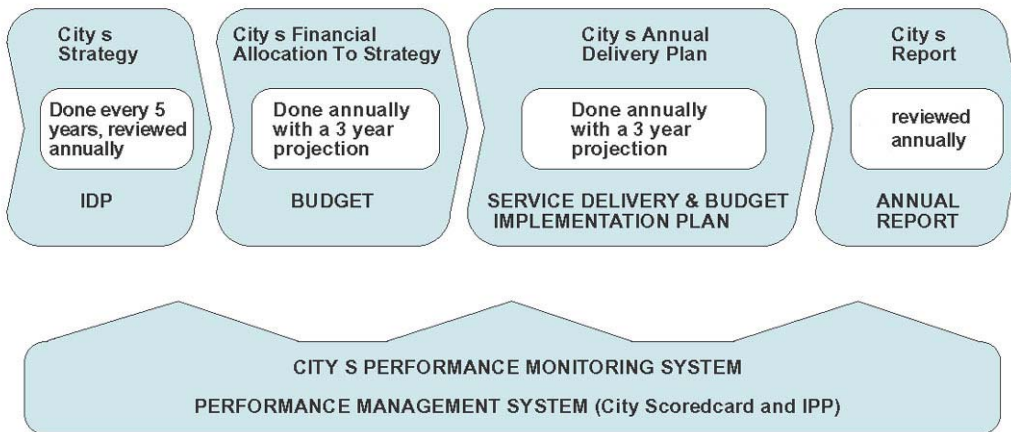 City s
Strategy
Done every 5
years, reviewed
annually
IDP
City s Financial
Allocation To Strategy
Done annually
with a 3 year
projection
BUDGET
City s Annual
Delivery Plan
Done annually
with a 3 year
projection
SERVICE DELIVERY & BUDGET
IMPLEMENTATION PLAN
City s
Report
reviewed
annually
ANNUAL
REPORT
CITY S PERFORMANCE MONITORING SYSTEM
PERFORMANCE MANAGEMENT SYSTEM (City Scoredcard and IPP)